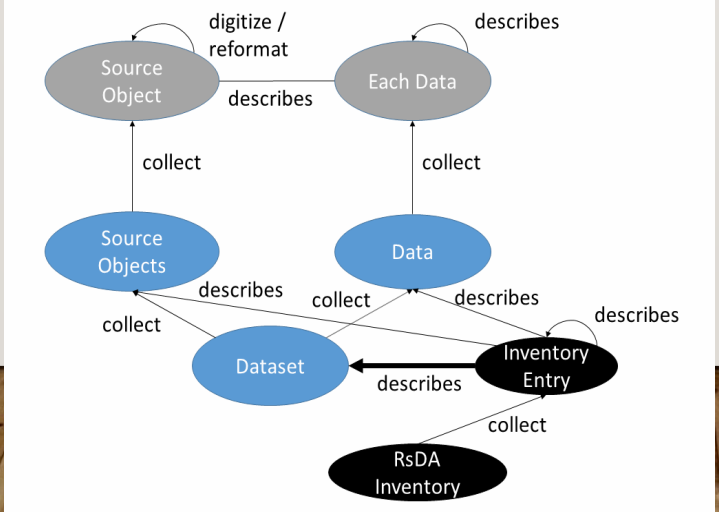 digitize /
reformat
describes
Source
Object
Each Data
describes
collect
collect
Source
Objects
Data
describes
collect
describes
collect
describes
Dataset
Inventory
Entry
describes
collect
RsDA
Inventory